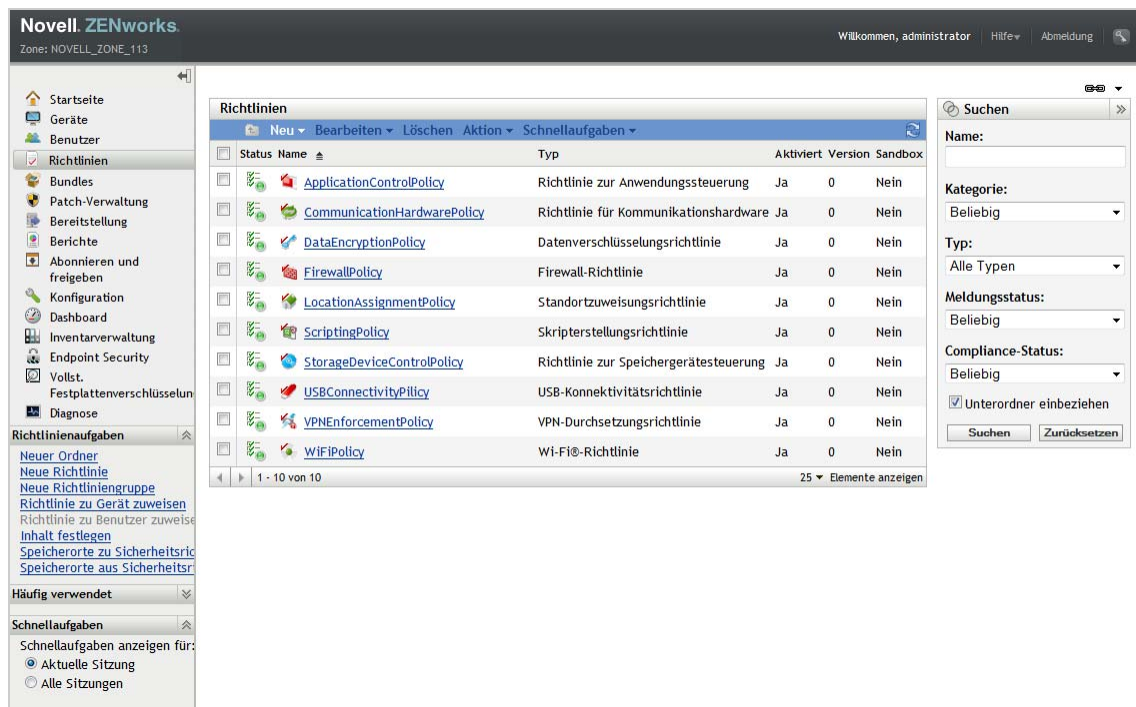 Novell. ZENworks.
Zone: NOVELL_ZONE_113
Willkommen, administrator
Hilfe
Abmeldung
Startseite
Geräte
Benutzer
Richtlinien
Bundles
Patch-Verwaltung
Bereitstellung
Berichte
Abonnieren und
freigeben
Konfiguration
Dashboard
Inventarverwaltung
Endpoint Security
Vollst.
Festplattenverschlüsselun
Diagnose
Richtlinienaufgaben
Neuer Ordner
Neue Richtlinie
Neue Richtliniengruppe
Richtlinie zu Gerät zuweisen
Richtlinie zu Benutzer zuweise
Inhalt festlegen
Speicherorte zu Sicherheitsric
Speicherorte aus Sicherheitsr
Häufig verwendet
Schnellaufgaben
Schnellaufgaben anzeigen für:
Aktuelle Sitzung
Alle Sitzungen
Richtlinien
Neu Bearbeiten Löschen Aktion Schnellaufgaben
Status Name Typ Aktiviert Version Sandbox
ApplicationControlPolicy Richtlinie zur Anwendungssteuerung Ja 0 Nein
CommunicationHardwarePolicy Richtlinie für Kommunikationshardware Ja 0 Nein
DataEncryptionPolicy Datenverschlüsselungsrichtlinie Ja 0 Nein
FirewallPolicy Firewall-Richtlinie Ja 0 Nein
LocationAssignmentPolicy Standortzuweisungsrichtlinie Ja 0 Nein
ScriptingPolicy Skripterstellungsrichtlinie Ja 0 Nein
StorageDeviceControlPolicy Richtlinie zur Speichergerätesteuerung Ja 0 Nein
USBConnectivityPilicy USB-Konnektivitätsrichtlinie Ja 0 Nein
VPNEnforcementPolicy VPN-Durchsetzungsrichtlinie Ja 0 Nein
WiFiPolicy Wi-Fi®-Richtlinie Ja 0 Nein
1 - 10 von 10
25 Elemente anzeigen
Suchen
Name:
Kategorie:
Beliebig
Typ:
Alle Typen
Meldungsstatus:
Beliebig
Compliance-Status:
Beliebig
Unterordner einbeziehen
Suchen Zurücksetzen